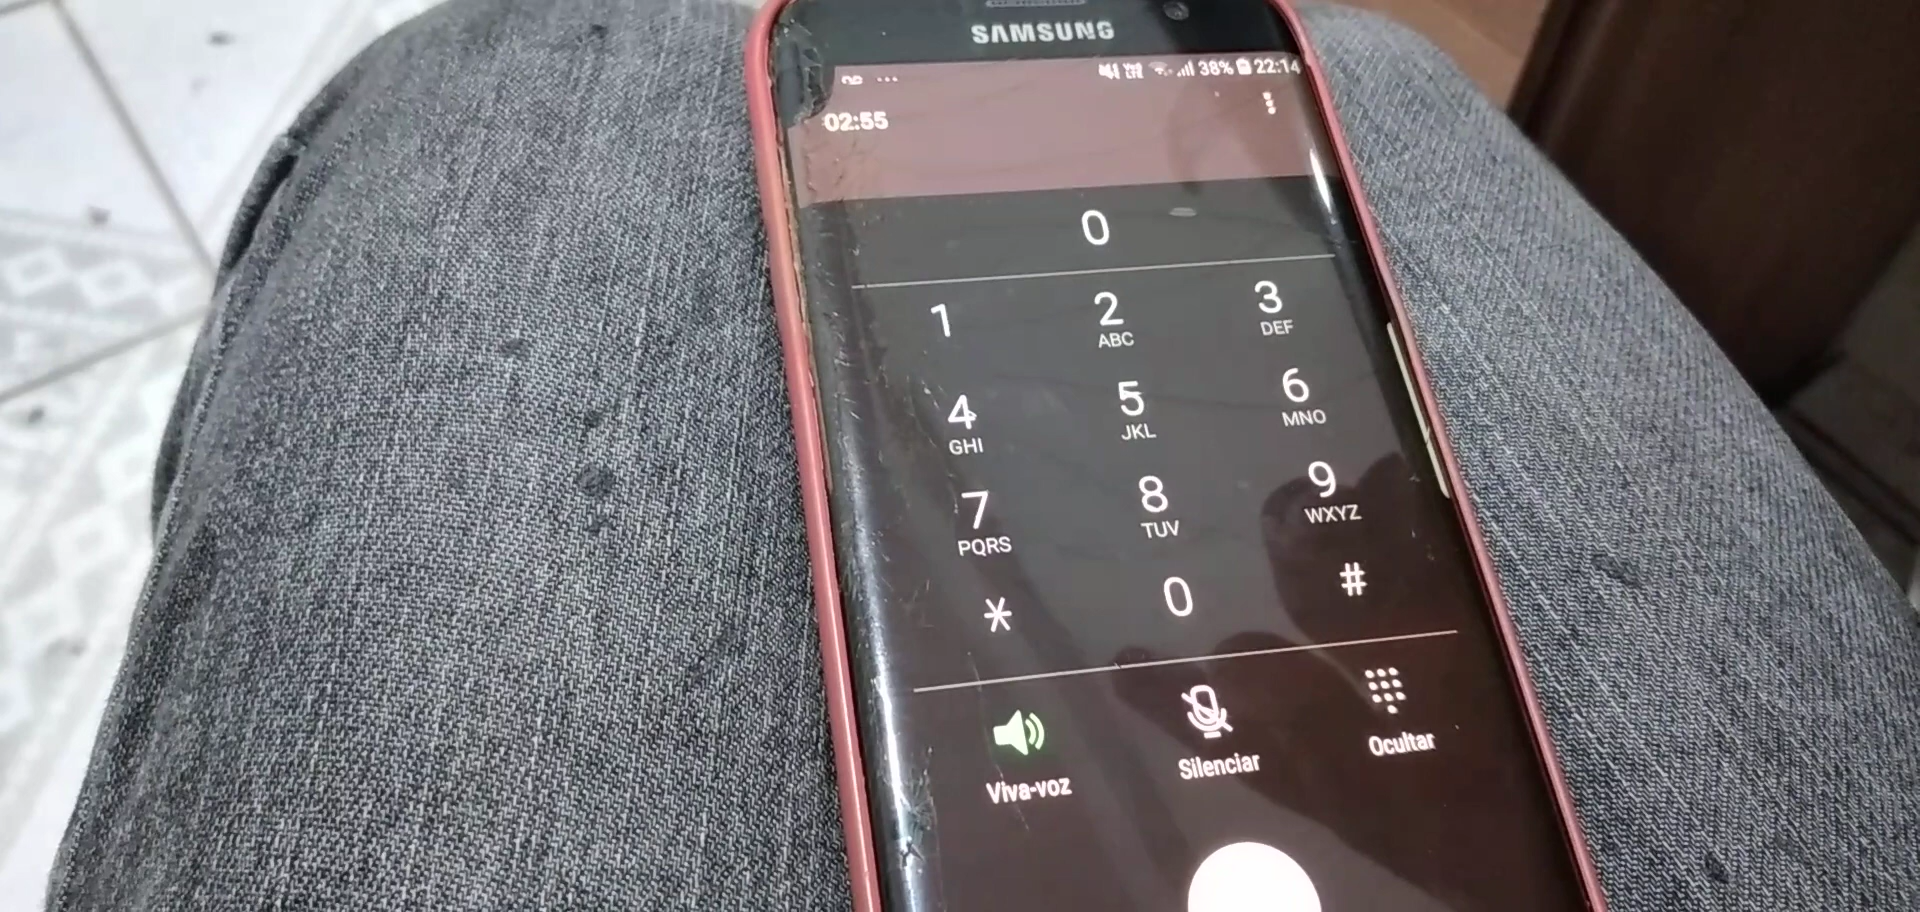 SAMSUNG
38% 22:14
02:55
0
1 2 3
ABC DEF
4 5 6
GHI JKL MNO
7 8 9
PQRS TUV WXYZ
* 0 #
Viva-voz Silenciar Ocultar